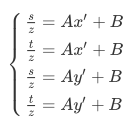 s/z = Ax' + B
t/z = Ax' + B
s/z = Ay' + B
t/z = Ay' + B